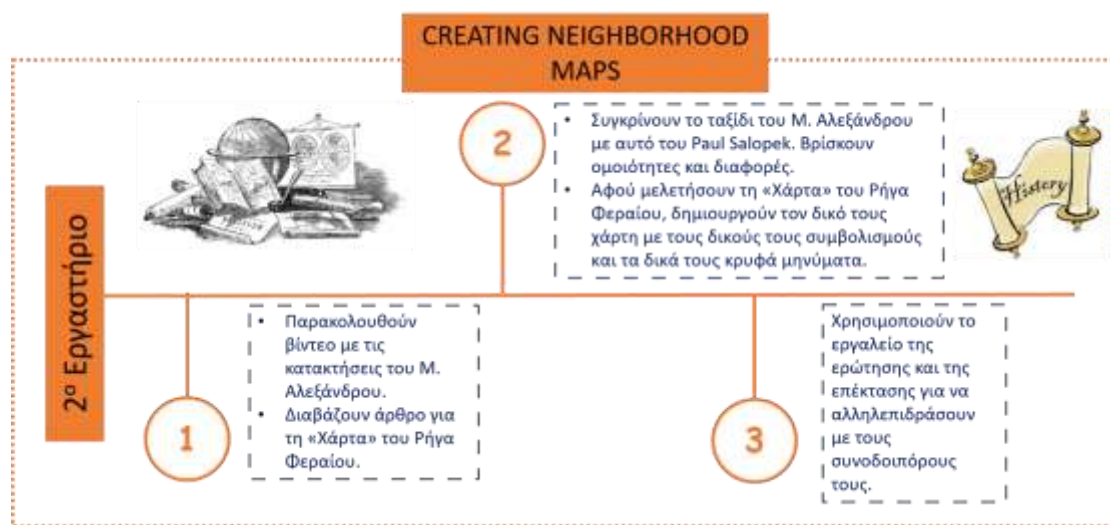 CREATING NEIGHBORHOOD
MAPS
2ο Εργαστήριο
1
• Παρακολουθούν
βίντεο με τις
κατακτήσεις του Μ.
Αλεξάνδρου.
• Διαβάζουν άρθρο για
τη «Χάρτα» του Ρήγα
Φεραίου.
2
• Συγκρίνουν το ταξίδι του Μ. Αλεξάνδρου
με αυτό του Paul Salopek. Βρίσκουν
ομοιότητες και διαφορές.
• Αφού μελετήσουν τη «Χάρτα» του Ρήγα
Φεραίου, δημιουργούν τον δικό τους
χάρτη με τους δικούς τους συμβολισμούς
και τα δικά τους κρυφά μηνύματα.
History
3
Χρησιμοποιούν το
εργαλείο της
ερώτησης και της
επέκτασης για να
αλληλεπιδράσουν
με τους
συνοδοιπόρους
τους.